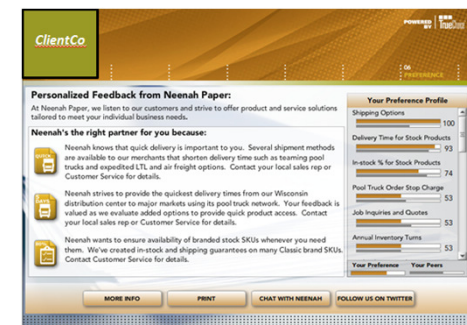 ClientCo
POWERED BY
06
PREFERENCE
Personalized Feedback from Neenah Paper:
At Neenah Paper, we listen to our customers and strive to offer product and service solutions
tailored to meet your individual business needs.
Neenah's the right partner for you because:
Neenah knows that quick delivery is important to you. Several shipment methods
are available to our merchants that shorten delivery time such as teaming pool
trucks and expedited LTL and air freight options. Contact your local sales rep or
Customer Service for details.
Neenah strives to provide the quickest delivery times from our Wisconsin
distribution center to major markets using its pool truck network. Your feedback is
valued as we evaluate added options to provide quick product access. Contact
your local sales rep or Customer Service for details.
Neenah wants to ensure availability of branded stock SKUs whenever you need
them. We've created in-stock and shipping guarantees on many Classic brand SKUs.
Contact Customer Service for details.
Your Preference Profile
Shipping Options
100
Delivery Time for Stock Products
93
In-stock % for Stock Products
74
Pool Truck Order Stop Charge
53
Job Inquiries and Quotes
53
Annual Inventory Turns
53
Your Preference Your Peers
MORE INFO PRINT CHAT WITH NEENAH FOLLOW US ON TWITTER